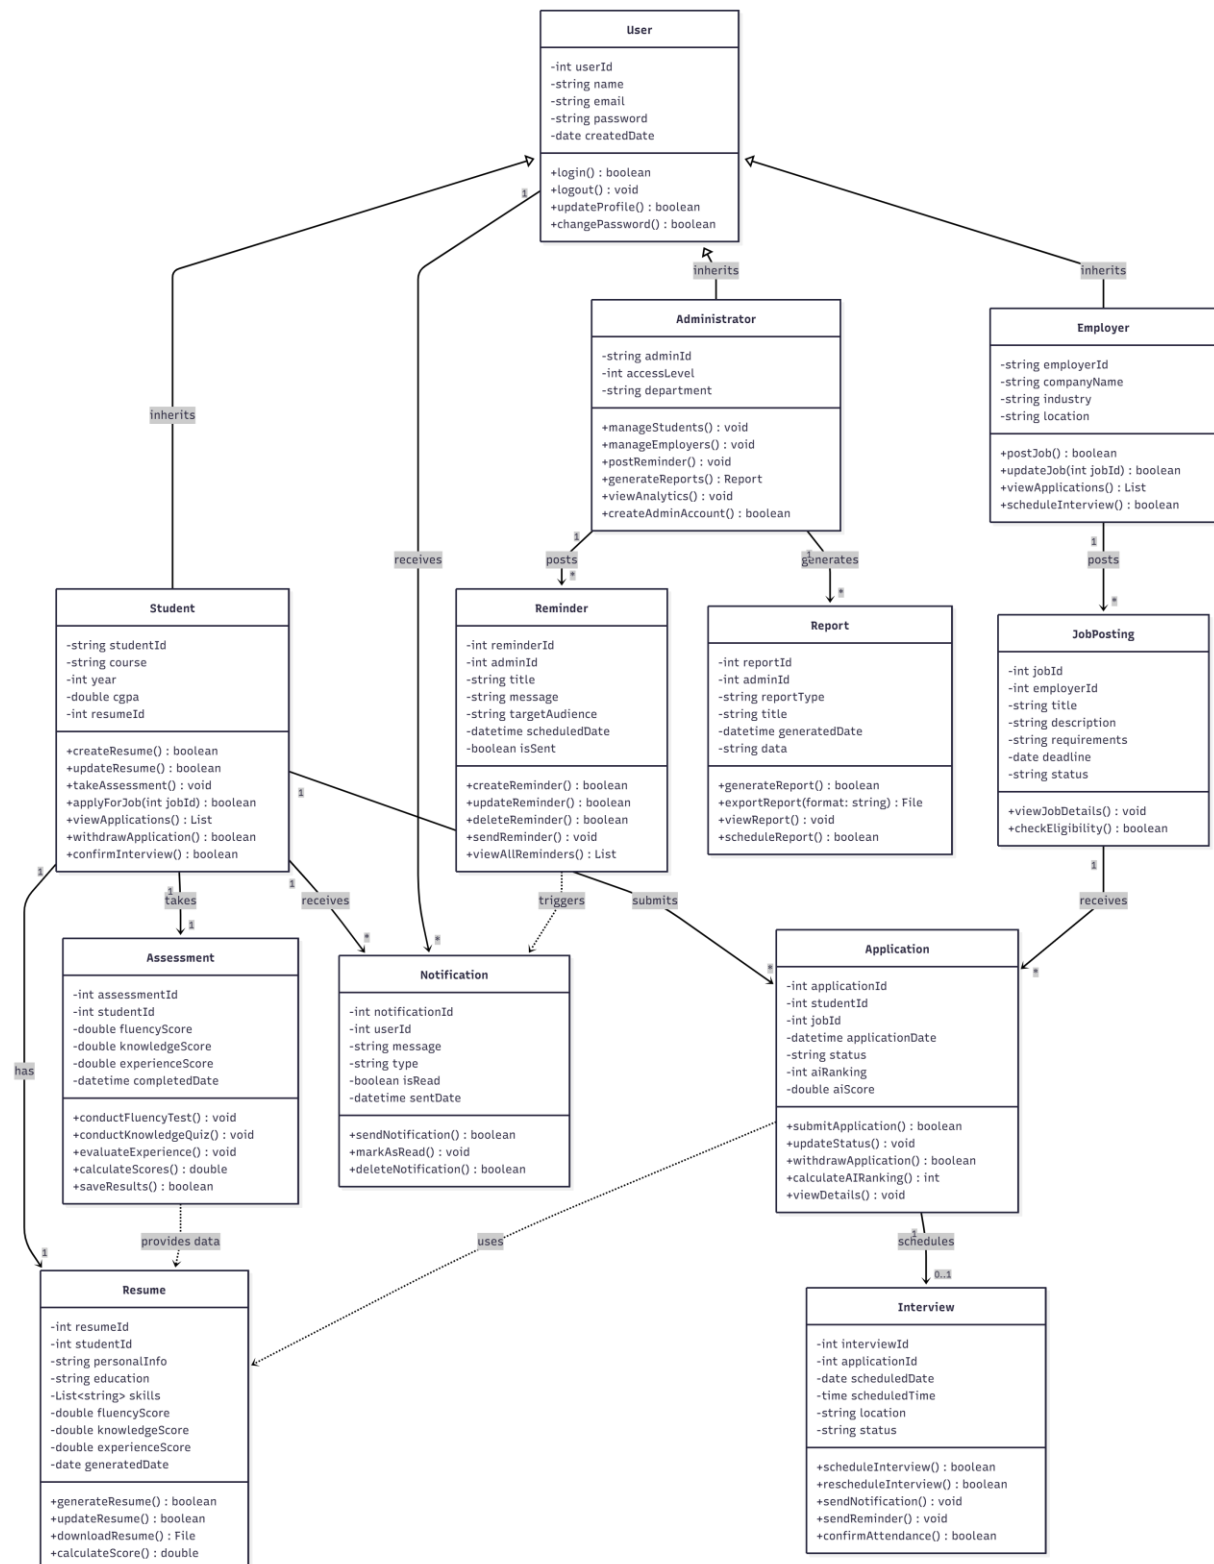 User
-int userId
-string name
-string email
-string password
-date createdDate
+login() : boolean
+logout() : void
+updateProfile() : boolean
+changePassword() : boolean
1
inherits
inherits
inherits
receives
Administrator
-string adminId
-int accessLevel
-string department
+manageStudents() : void
+manageEmployers() : void
+postReminder() : void
+generateReports() : Report
+viewAnalytics() : void
+createAdminAccount() : boolean
Employer
-string employerId
-string companyName
-string industry
-string location
+postJob() : boolean
+updateJob(int jobId) : boolean
+viewApplications() : List
+scheduleInterview() : boolean
1
posts
*
1
generates
*
1
posts
*
Student
-string studentId
-string course
-int year
-double cgpa
-int resumeId
+createResume() : boolean
+updateResume() : boolean
+takeAssessment() : void
+applyForJob(int jobId) : boolean
+viewApplications() : List
+withdrawApplication() : boolean
+confirmInterview() : boolean
Reminder
-int reminderId
-int adminId
-string title
-string message
-string targetAudience
-datetime scheduledDate
-boolean isSent
+createReminder() : boolean
+updateReminder() : boolean
+deleteReminder() : boolean
+sendReminder() : void
+viewAllReminders() : List
Report
-int reportId
-int adminId
-string reportType
-string title
-datetime generatedDate
-string data
+generateReport() : boolean
+exportReport(format: string) : File
+viewReport() : void
+scheduleReport() : boolean
JobPosting
-int jobId
-int employerId
-string title
-string description
-string requirements
-date deadline
-string status
+viewJobDetails() : void
+checkEligibility() : boolean
1
1
has
1
1
takes
1
1
receives
*
*
triggers
submits
*
1
receives
*
Assessment
-int assessmentId
-int studentId
-double fluencyScore
-double knowledgeScore
-double experienceScore
-datetime completedDate
+conductFluencyTest() : void
+conductKnowledgeQuiz() : void
+evaluateExperience() : void
+calculateScores() : double
+saveResults() : boolean
Notification
-int notificationId
-int userId
-string message
-string type
-boolean isRead
-datetime sentDate
+sendNotification() : boolean
+markAsRead() : void
+deleteNotification() : boolean
Application
-int applicationId
-int studentId
-int jobId
-datetime applicationDate
-string status
-int aiRanking
-double aiScore
+submitApplication() : boolean
+updateStatus() : void
+withdrawApplication() : boolean
+calculateAIRanking() : int
+viewDetails() : void
provides data
uses
1
schedules
0..1
Resume
-int resumeId
-int studentId
-string personalInfo
-string education
-List<string> skills
-double fluencyScore
-double knowledgeScore
-double experienceScore
-date generatedDate
+generateResume() : boolean
+updateResume() : boolean
+downloadResume() : File
+calculateScore() : double
Interview
-int interviewId
-int applicationId
-date scheduledDate
-time scheduledTime
-string location
-string status
+scheduleInterview() : boolean
+rescheduleInterview() : boolean
+sendNotification() : void
+sendReminder() : void
+confirmAttendance() : boolean